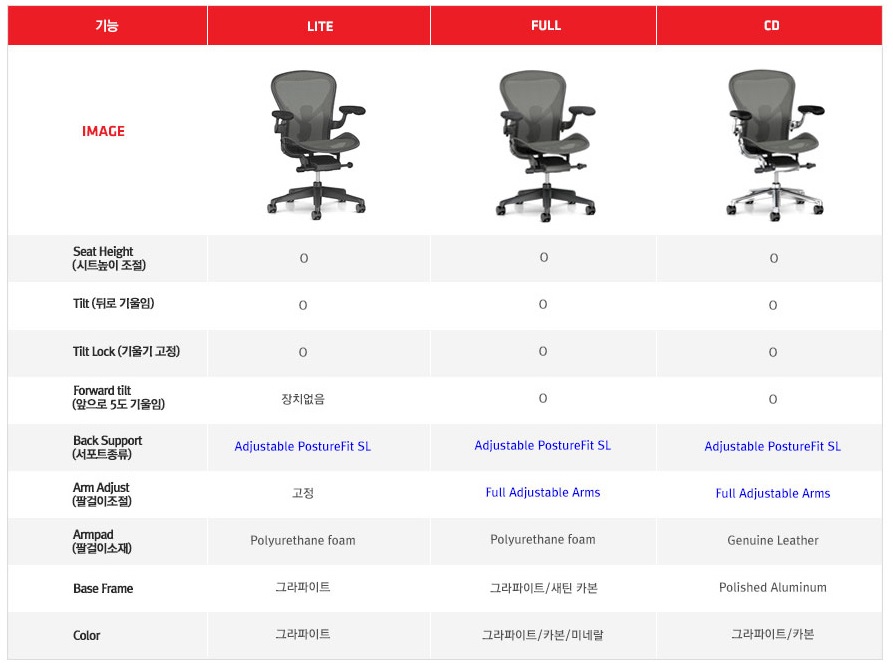 기능 LITE FULL CD
IMAGE
Seat Height
(시트높이 조절) O O O
Tilt (뒤로 기울임) O O O
Tilt Lock (기울기 고정) O O O
Forward tilt
(앞으로 5도 기울임) 장치없음 O O
Back Support
(서포트종류) Adjustable PostureFit SL Adjustable PostureFit SL Adjustable PostureFit SL
Arm Adjust
(팔걸이조절) 고정 Full Adjustable Arms Full Adjustable Arms
Armpad
(팔걸이소재) Polyurethane foam Polyurethane foam Genuine Leather
Base Frame 그라파이트 그라파이트/새틴 카본 Polished Aluminum
Color 그라파이트 그라파이트/카본/미네랄 그라파이트/카본